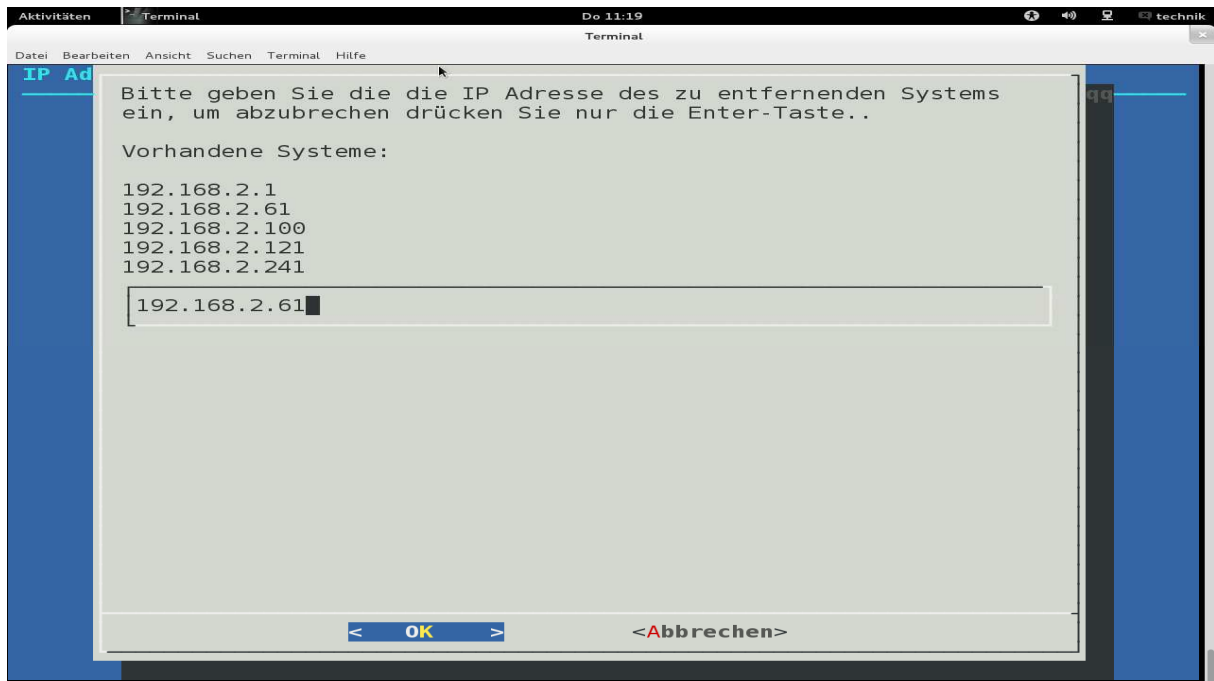 Aktivitäten Terminal Do 11:19 technik
Terminal
Datei Bearbeiten Ansicht Suchen Terminal Hilfe
IP Ad
qq
Bitte geben Sie die die IP Adresse des zu entfernenden Systems
ein, um abzubrechen drücken Sie nur die Enter-Taste..
Vorhandene Systeme:
192.168.2.1
192.168.2.61
192.168.2.100
192.168.2.121
192.168.2.241
192.168.2.61
< OK > <Abbrechen>